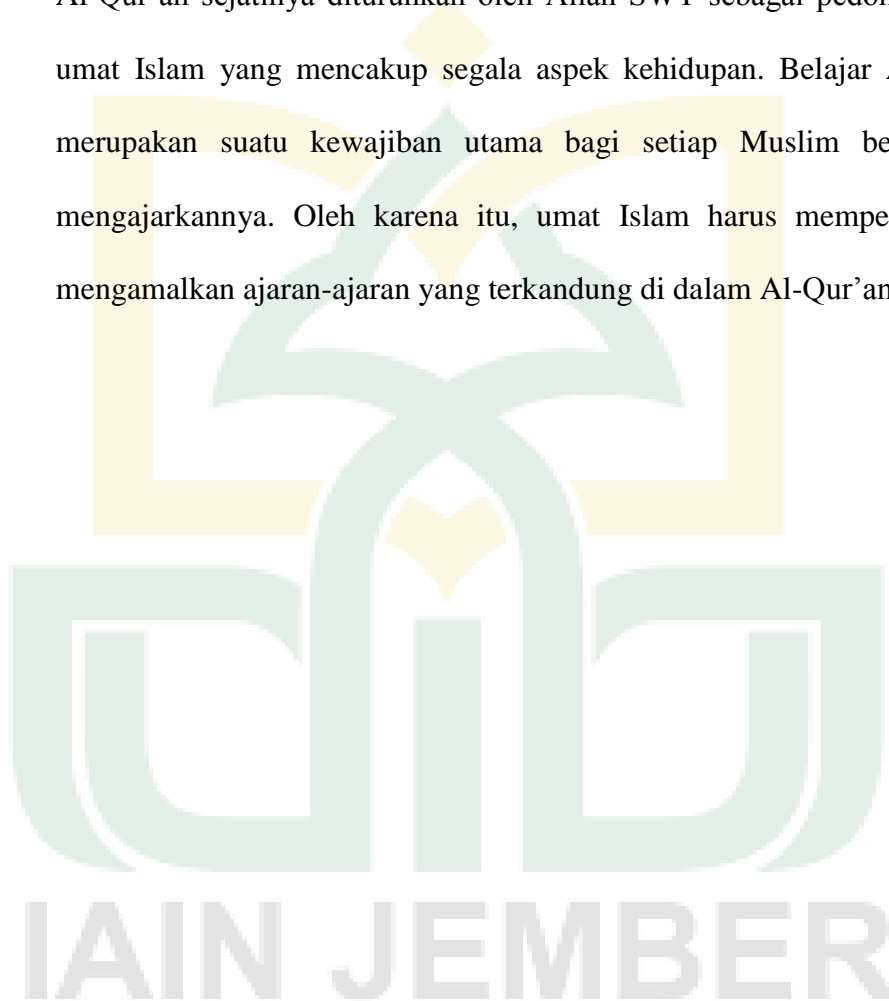 Al-Qur'an sejatinya diturunkan oleh Allah SWT sebagai
umat Islam yang mencakup segala aspek kehidupan. Belajar
merupakan suatu kewajiban utama bagi setiap Muslim
mengajarkannya. Oleh karena itu, umat Islam harus
mengamalkan ajaran-ajaran yang terkandung di dalam Al-Qur’an
IAIN JEMBER